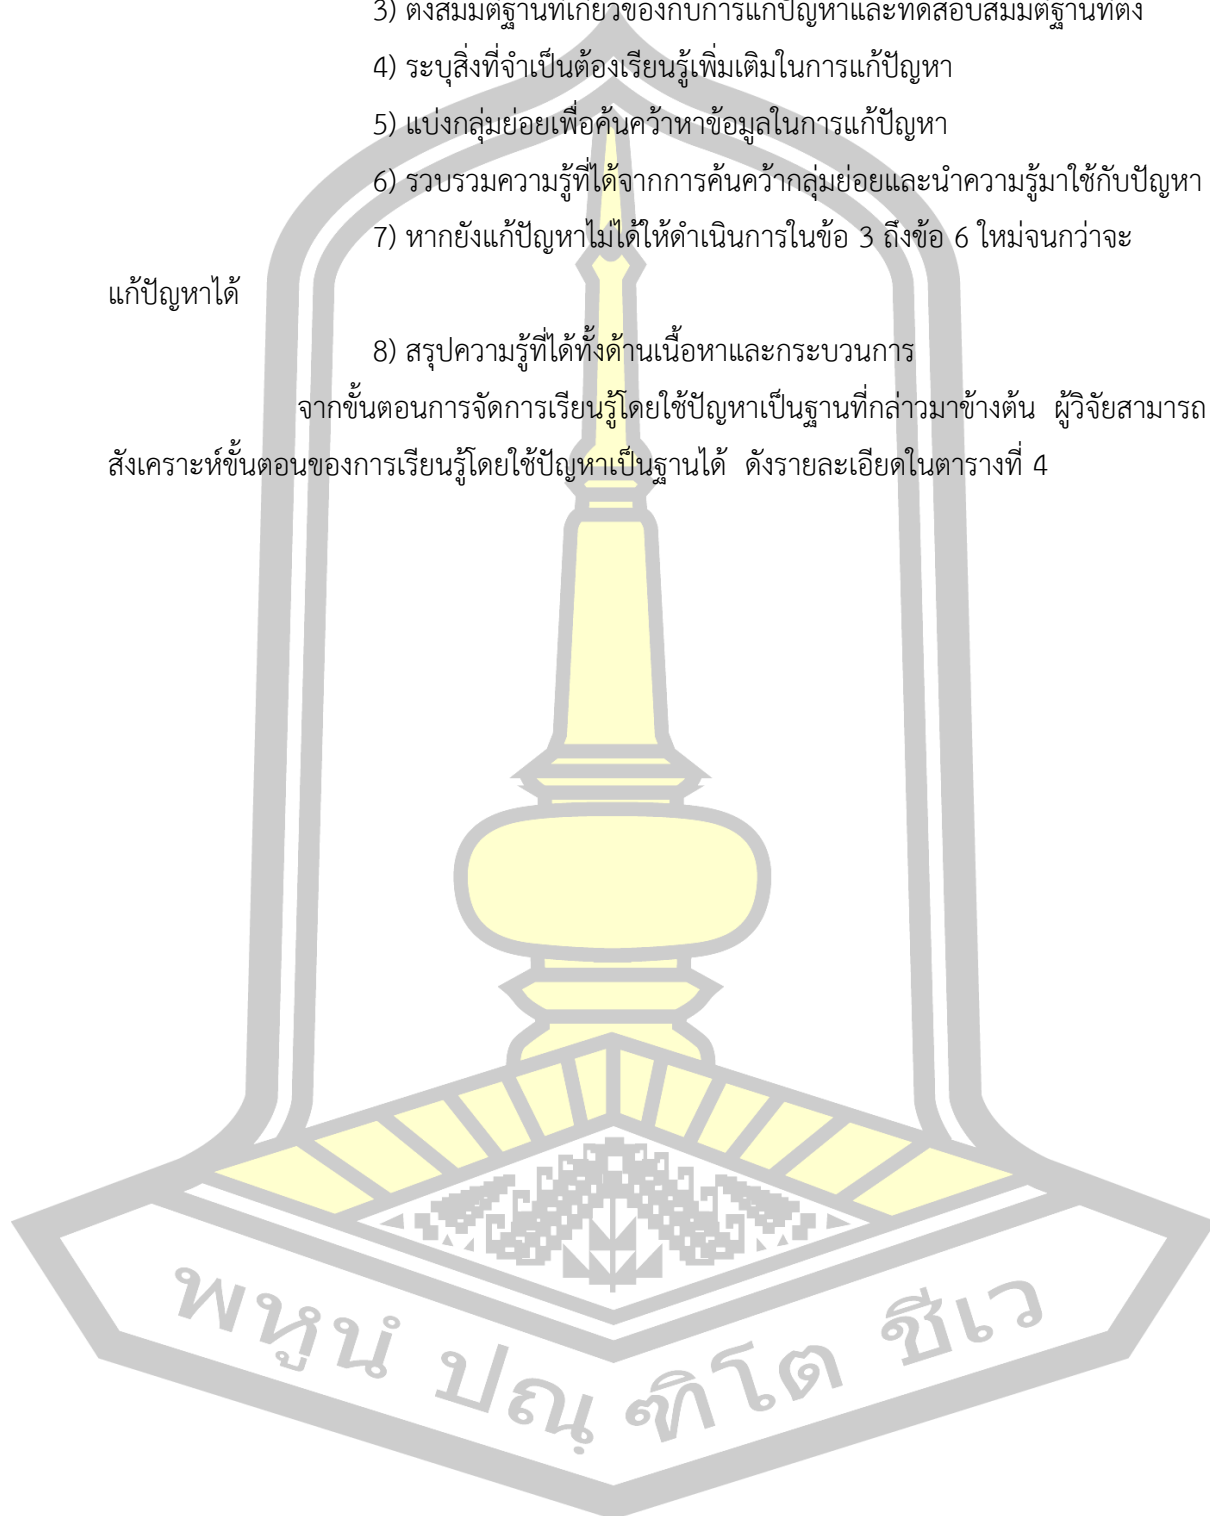 3) ตั้งสมมติฐานที่เกี่ยวข้องกับการแก้ปัญหาและทดสอบสมมติฐานที่ตั้ง
4) ระบุสิ่งที่จำเป็นต้องเรียนรู้เพิ่มเติมในการแก้ปัญหา
5) แบ่งกลุ่มย่อยเพื่อค้นคว้าหาข้อมูลในการแก้ปัญหา
6) รวบรวมความรู้ที่ได้จากการค้นคว้ากลุ่มย่อยและนำความรู้มาใช้กับปัญหา
7) หากยังแก้ปัญหาไม่ได้ให้ดำเนินการในข้อ 3 ถึงข้อ 6 ใหม่จนกว่าจะ
แก้ปัญหาได้
8) สรุปความรู้ที่ได้ทั้งด้านเนื้อหาและกระบวนการ
จากขั้นตอนการจัดการเรียนรู้โดยใช้ปัญหาเป็นฐานที่กล่าวมาข้างต้น ผู้วิจัยสามารถ
สังเคราะห์ขั้นตอนของการเรียนรู้โดยใช้ปัญหาเป็นฐานได้ ดังรายละเอียดในตารางที่ 4
พหูนํ ปณฺฑิโต ชีเว